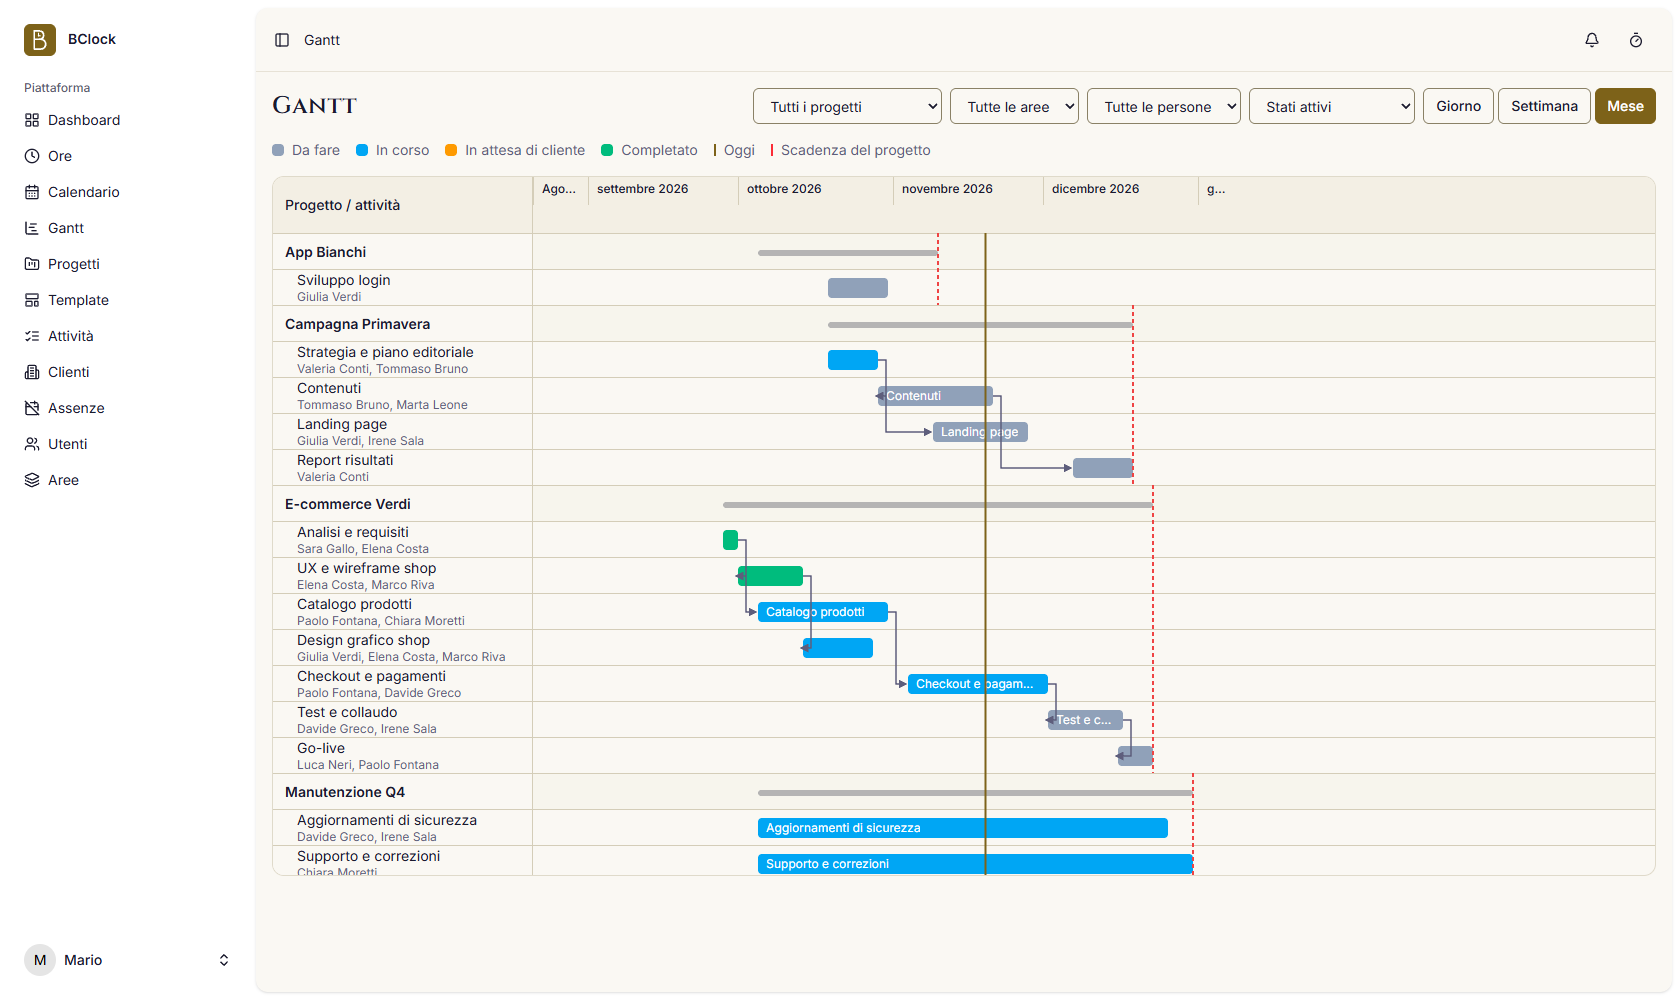 BClock
Piattaforma
Dashboard
Ore
Calendario
Gantt
Progetti
Template
Attività
Clienti
Assenze
Utenti
Aree
M Mario
Gantt
Gantt
Tutti i progetti
Tutte le aree
Tutte le persone
Stati attivi
Giorno
Settimana
Mese
Da fare In corso In attesa di cliente Completato Oggi Scadenza del progetto
Progetto / attività
Ago... settembre 2026 ottobre 2026 novembre 2026 dicembre 2026 g...
App Bianchi
Sviluppo login
Giulia Verdi
Campagna Primavera
Strategia e piano editoriale
Valeria Conti, Tommaso Bruno
Contenuti
Tommaso Bruno, Marta Leone
Contenuti
Landing page
Giulia Verdi, Irene Sala
Landing page
Report risultati
Valeria Conti
E-commerce Verdi
Analisi e requisiti
Sara Gallo, Elena Costa
UX e wireframe shop
Elena Costa, Marco Riva
Catalogo prodotti
Paolo Fontana, Chiara Moretti
Catalogo prodotti
Design grafico shop
Giulia Verdi, Elena Costa, Marco Riva
Checkout e pagamenti
Paolo Fontana, Davide Greco
Checkout e pagam...
Test e collaudo
Davide Greco, Irene Sala
Test e c...
Go-live
Luca Neri, Paolo Fontana
Manutenzione Q4
Aggiornamenti di sicurezza
Davide Greco, Irene Sala
Aggiornamenti di sicurezza
Supporto e correzioni
Chiara Moretti
Supporto e correzioni